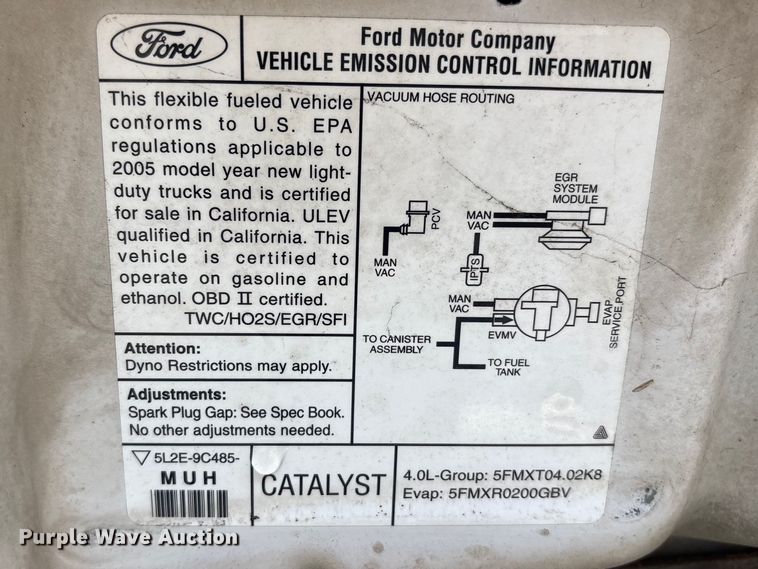 Ford
Ford Motor Company
VEHICLE EMISSION CONTROL INFORMATION
This flexible fueled vehicle
conforms to U.S. EPA
regulations applicable to
2005 model year new light-
duty trucks and is certified
for sale in California. ULEV
qualified in California. This
vehicle is certified to
operate on gasoline and
ethanol. OBD II certified.
TWC/HO2S/EGR/SFI
Attention:
Dyno Restrictions may apply.
Adjustments:
Spark Plug Gap: See Spec Book.
No other adjustments needed.
VACUUM HOSE ROUTING
PCV
MAN
VAC
EGR
SYSTEM
MODULE
MAN
VAC
IPTS
MAN
VAC
EVMV
EVAP
SERVICE PORT
TO CANISTER
ASSEMBLY
TO FUEL
TANK
5L2E-9C485-
MUH
CATALYST
4.0L-Group: 5FMXT04.02K8
Evap: 5FMXR0200GBV
Purple Wave Auction